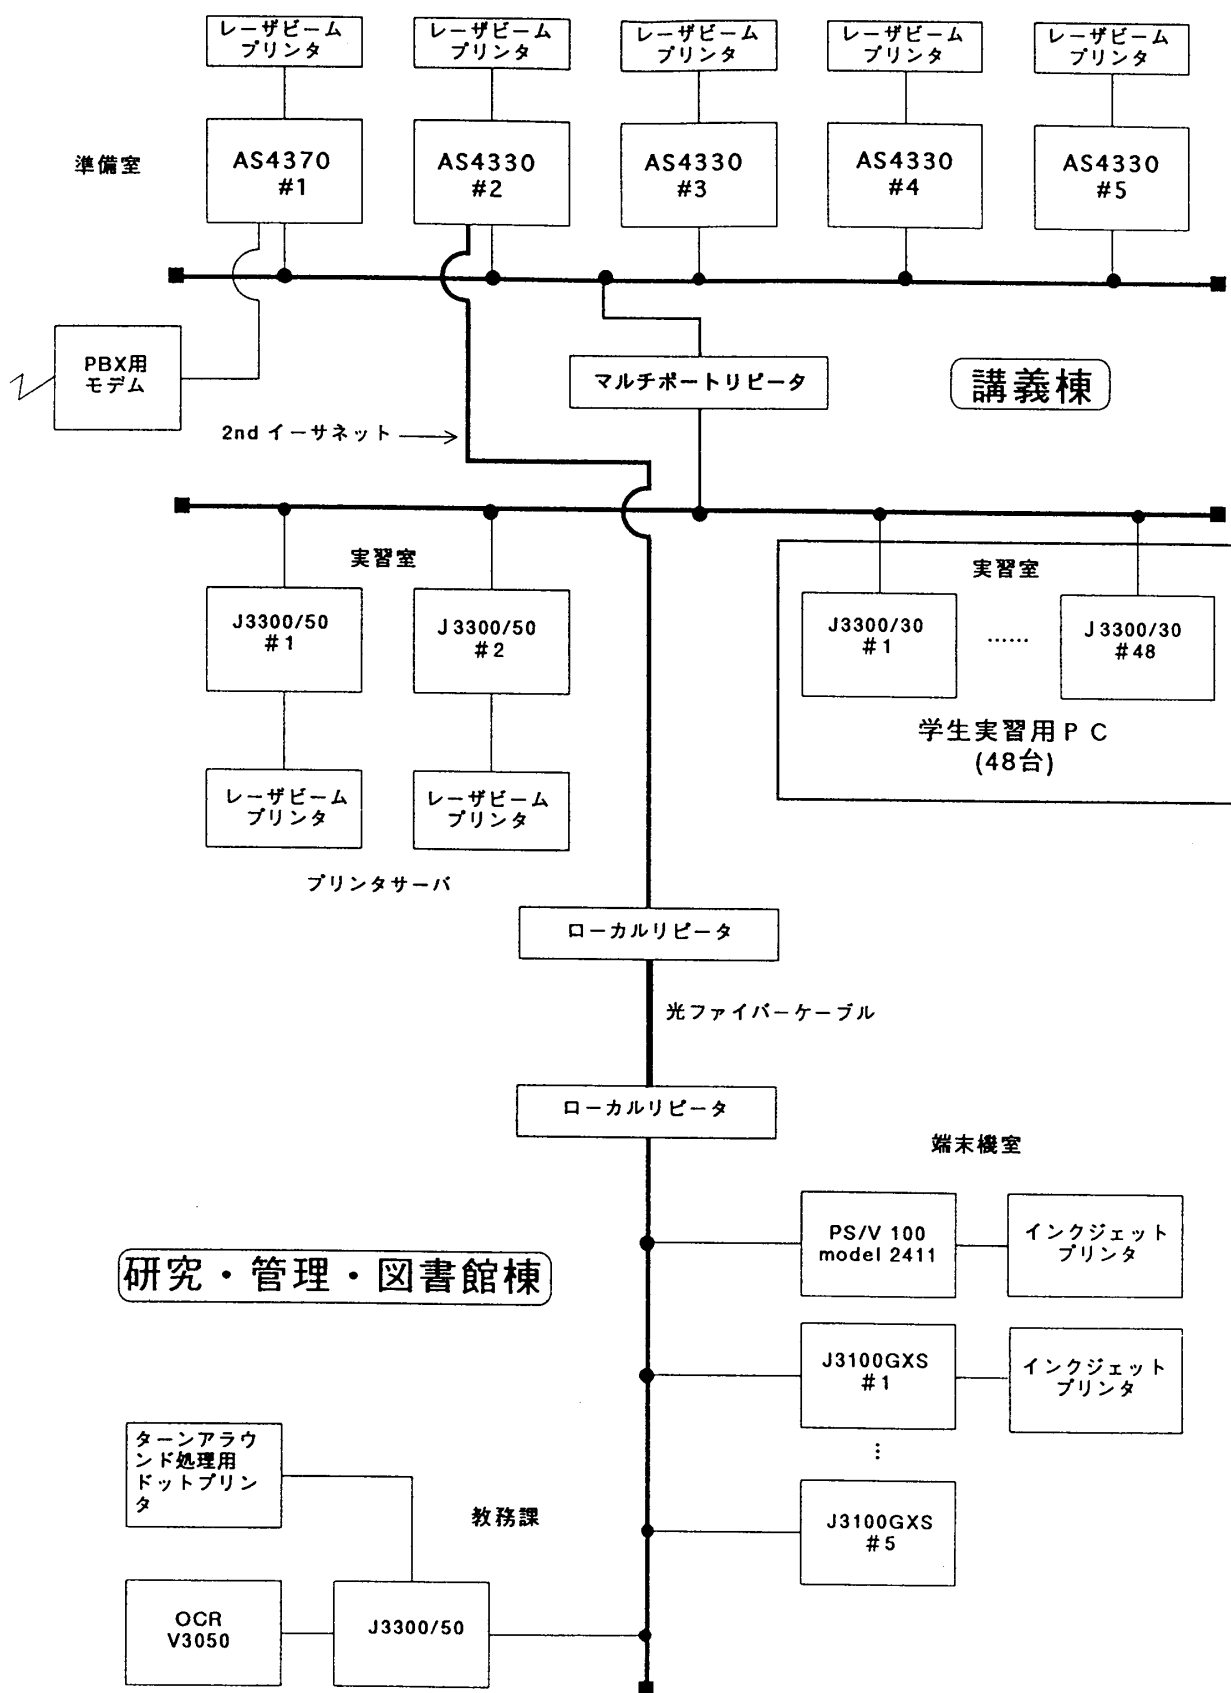 レーザビーム
プリンタ
レーザビーム
プリンタ
レーザビーム
プリンタ
レーザビーム
プリンタ
レーザビーム
プリンタ
準備室
AS4370
#1
AS4330
#2
AS4330
#3
AS4330
#4
AS4330
#5
PBX用
モデム
マルチポートリピータ
講義棟
2nd イーサネット
実習室
実習室
J3300/50
#1
J3300/50
#2
J3300/30
#1
……
J3300/30
#48
学生実習用PC
(48台)
レーザビーム
プリンタ
レーザビーム
プリンタ
プリンタサーバ
ローカルリピータ
光ファイバーケーブル
ローカルリピータ
端末機室
PS/V 100
model 2411
インクジェット
プリンタ
研究・管理・図書館棟
J3100GXS
#1
インクジェット
プリンタ
⋮
ターンアラウ
ンド処理用
ドットプリン
タ
教務課
J3100GXS
#5
OCR
V3050
J3300/50